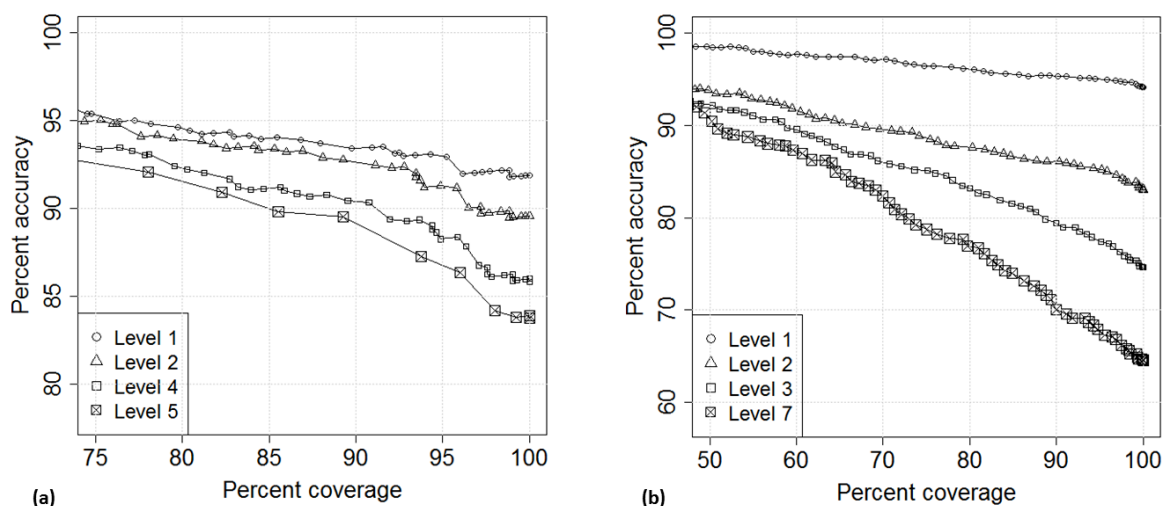 100
95
90
85
80
Percent accuracy
Level 1
Level 2
Level 4
Level 5
75 80 85 90 95 100
Percent coverage
(a)
100
90
80
70
60
Percent accuracy
Level 1
Level 2
Level 3
Level 7
50 60 70 80 90 100
Percent coverage
(b)